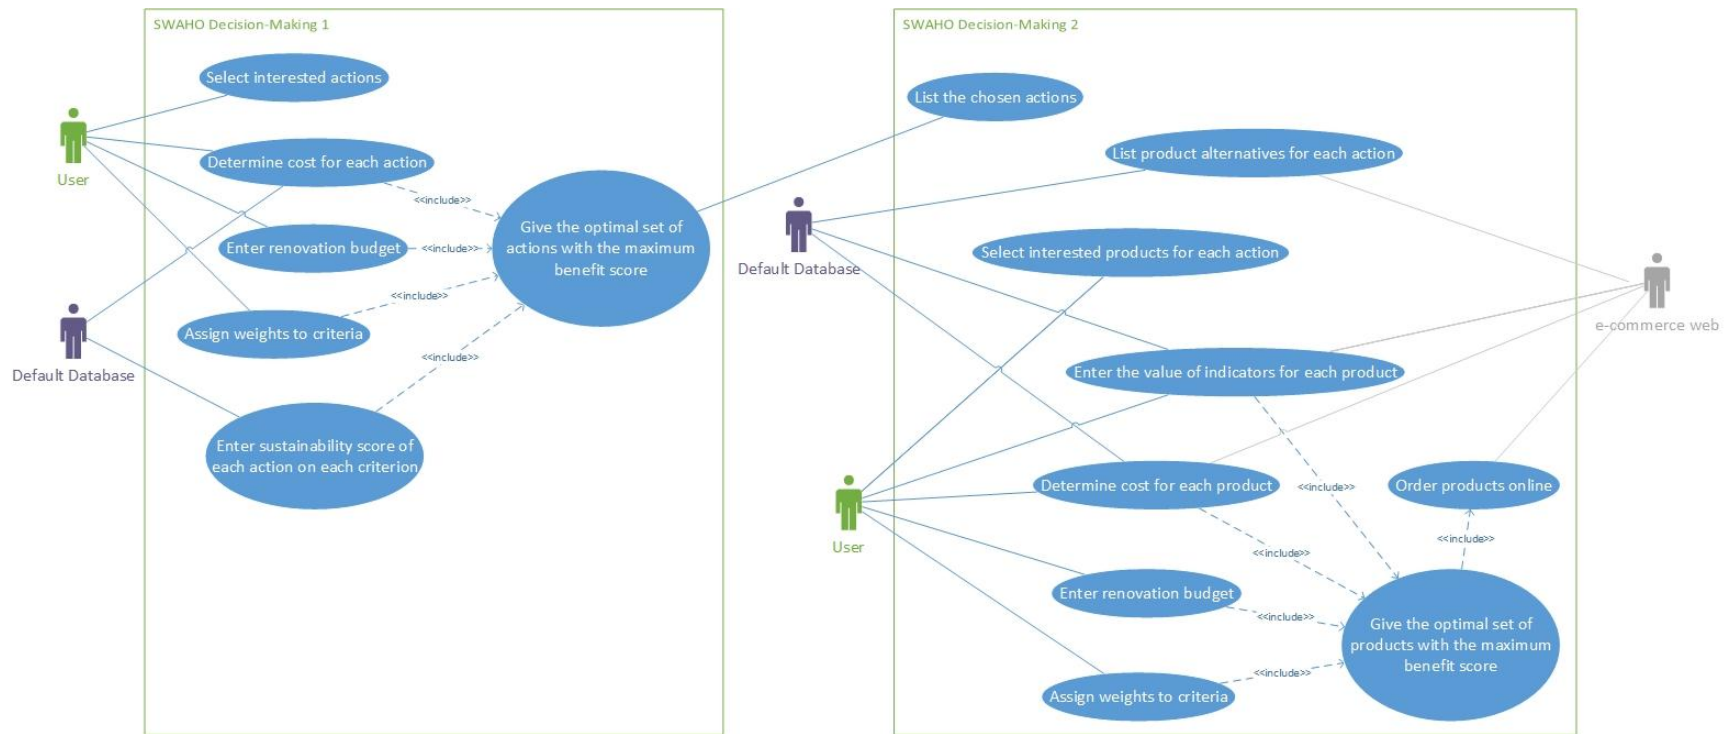 SWAHO Decision-Making 1
Select interested actions
User
Determine cost for each action
<<include>>
Enter renovation budget
<<include>>
Give the optimal set of
actions with the maximum
benefit score
<<include>>
Assign weights to criteria
<<include>>
Default Database
Enter sustainability score of
each action on each criterion
SWAHO Decision-Making 2
List the chosen actions
List product alternatives for each action
Default Database
Select interested products for each action
e-commerce web
Enter the value of indicators for each product
Determine cost for each product
<<include>>
Order products online
User
<<include>>
<<include>>
Enter renovation budget
<<include>>
Give the optimal set of
products with the maximum
benefit score
Assign weights to criteria
<<include>>